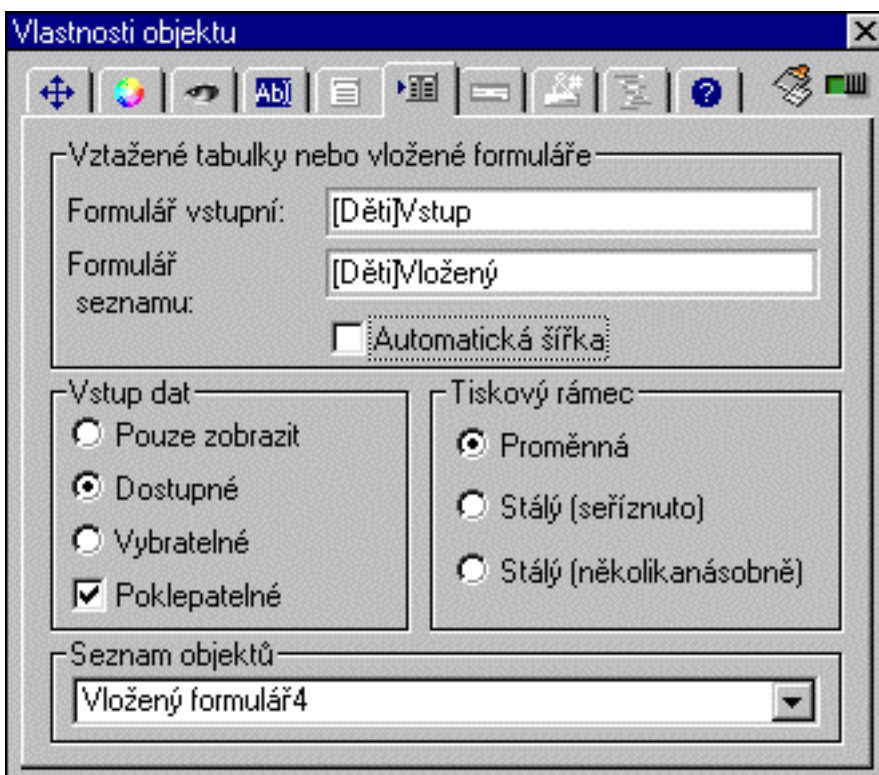 Vlastnosti objektu
Vztažené tabulky nebo vložené formuláře
Formulář vstupní:
[Děti]Vstup
Formulář
seznamu:
[Děti]Vložený
Automatická šířka
Vstup dat
Pouze zobrazit
Dostupné
Vybratelné
Poklepatelné
Tiskový rámec
Proměnná
Stálý (seříznuto)
Stálý (několikanásobně)
Seznam objektů
Vložený formulář4